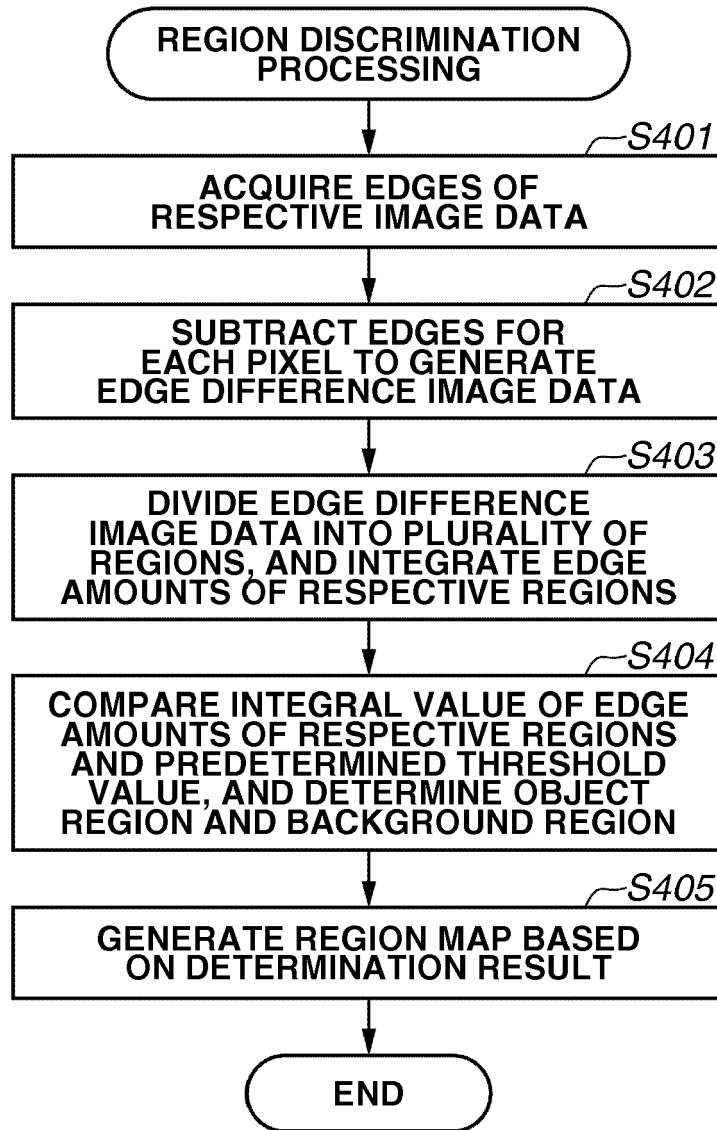 REGION DISCRIMINATION
PROCESSING
S401
ACQUIRE EDGES OF
RESPECTIVE IMAGE DATA
S402
SUBTRACT EDGES FOR
EACH PIXEL TO GENERATE
EDGE DIFFERENCE IMAGE DATA
S403
DIVIDE EDGE DIFFERENCE
IMAGE DATA INTO PLURALITY OF
REGIONS, AND INTEGRATE EDGE
AMOUNTS OF RESPECTIVE REGIONS
S404
COMPARE INTEGRAL VALUE OF EDGE
AMOUNTS OF RESPECTIVE REGIONS
AND PREDETERMINED THRESHOLD
VALUE, AND DETERMINE OBJECT
REGION AND BACKGROUND REGION
S405
GENERATE REGION MAP BASED
ON DETERMINATION RESULT
END